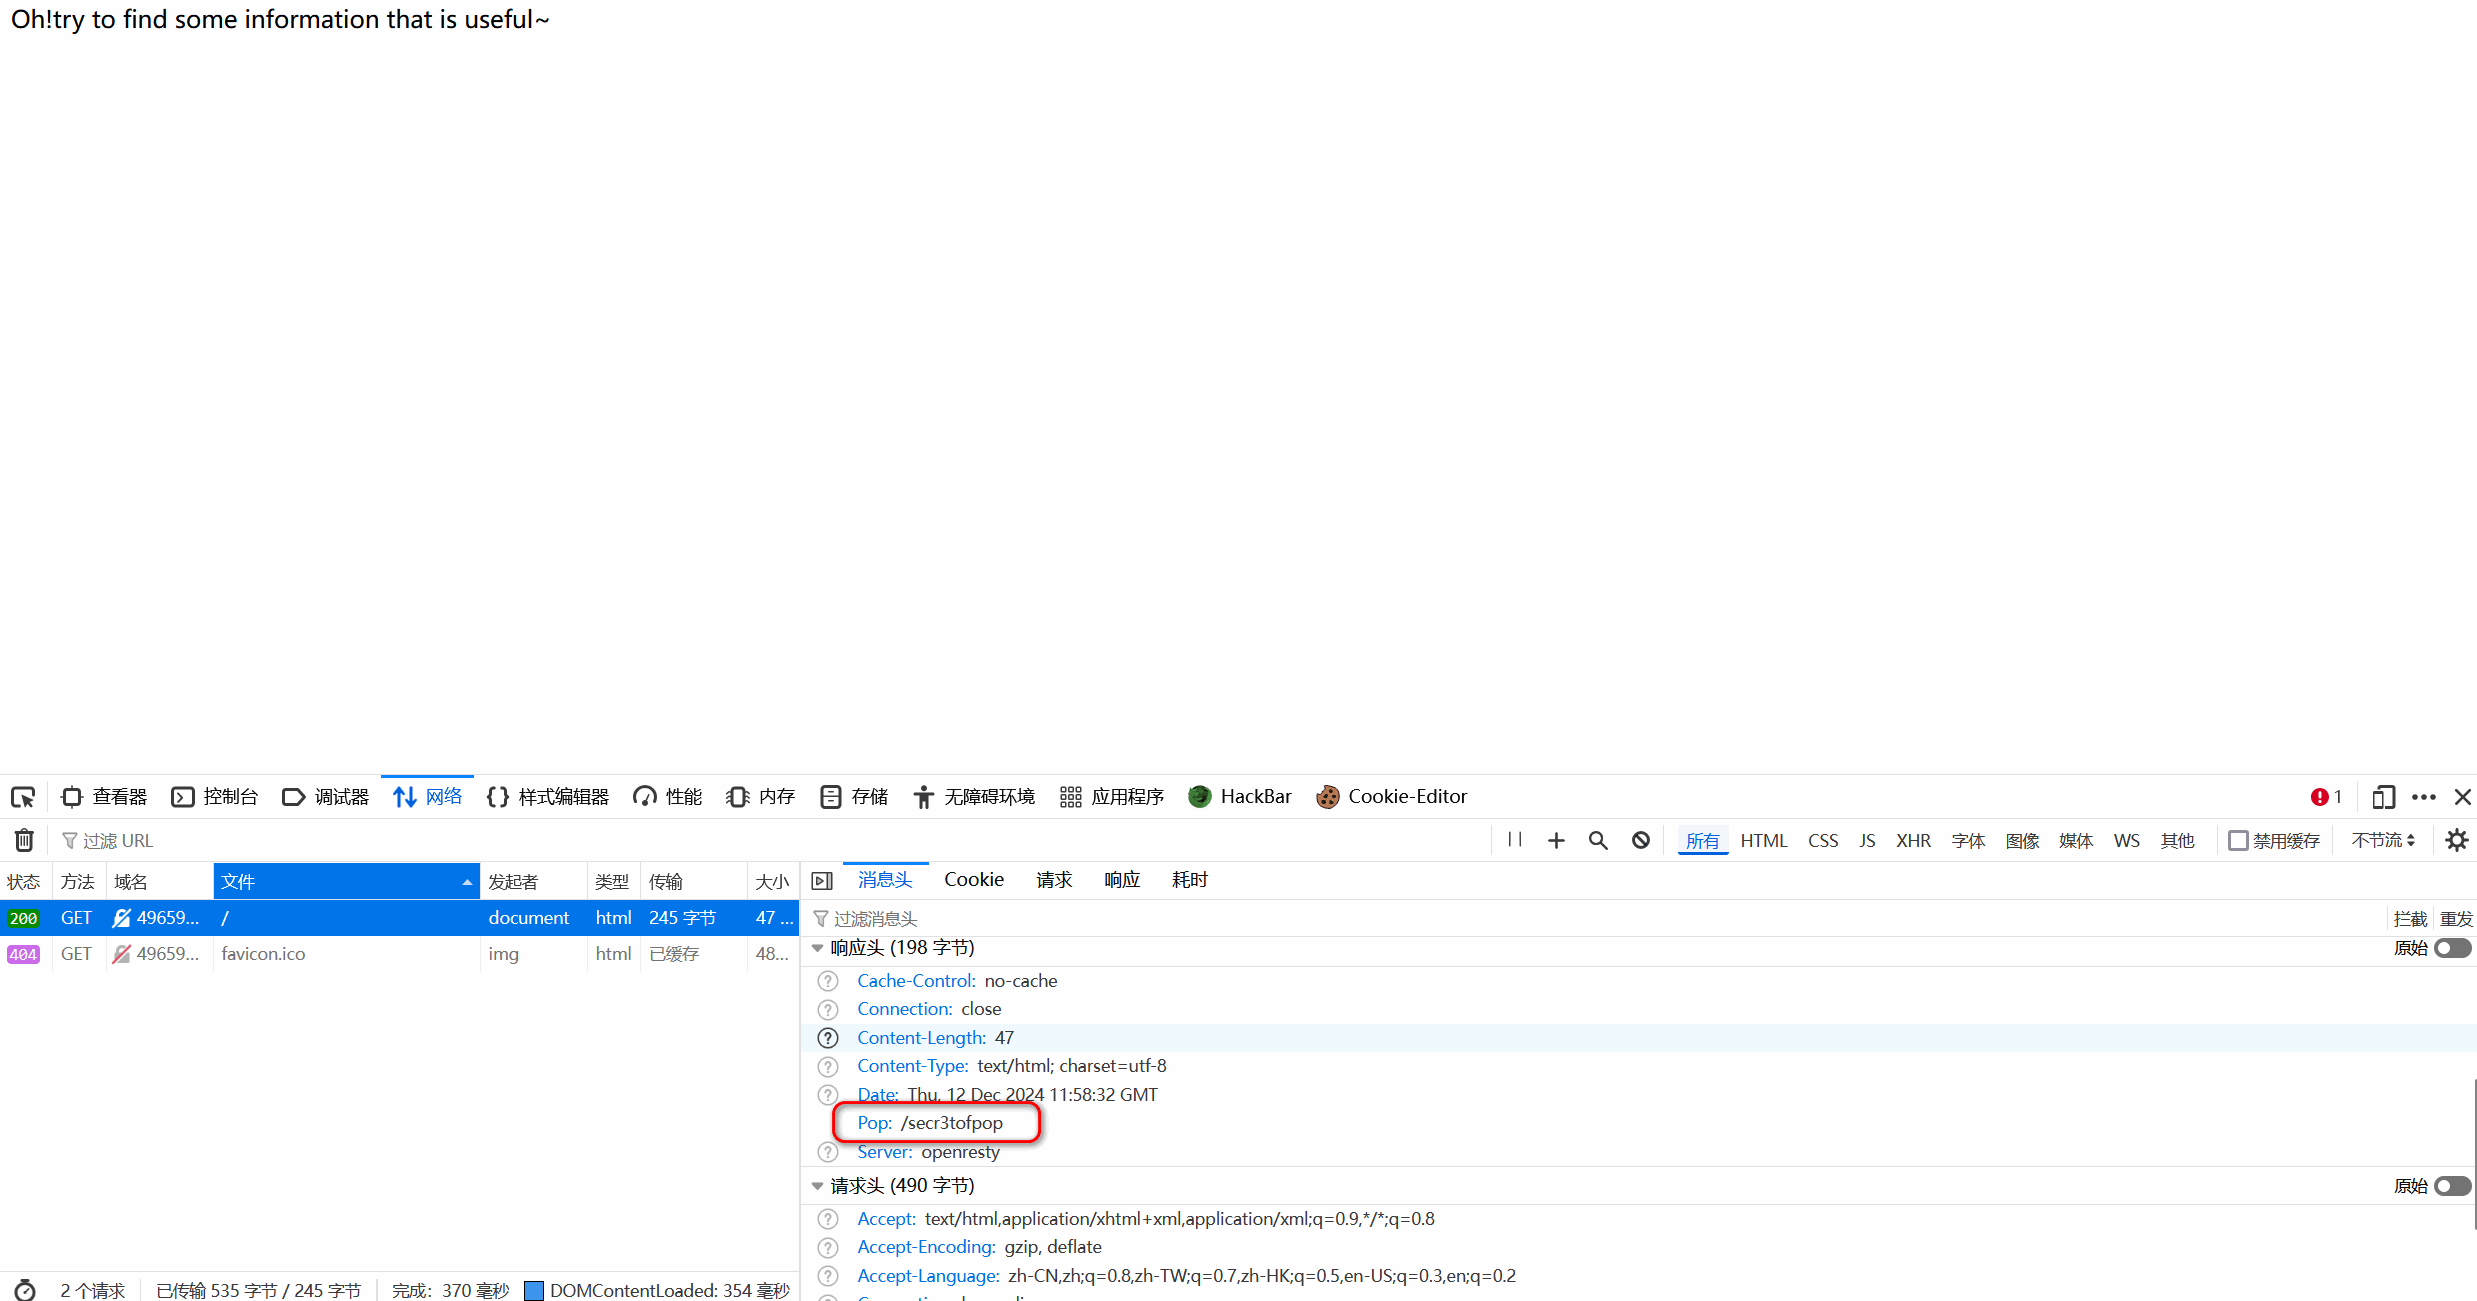 Oh!try to find some information that is useful~
查看器 控制台 调试器 网络 样式编辑器 性能 内存 存储 无障碍环境 应用程序 HackBar Cookie-Editor 1
过滤 URL 所有 HTML CSS JS XHR 字体 图像 媒体 WS 其他 禁用缓存 不节流
状态 方法 域名 文件 发起者 类型 传输 大小
200 GET 49659... / document html 245 字节 47 ...
404 GET 49659... favicon.ico img html 已缓存 48...
消息头 Cookie 请求 响应 耗时
过滤消息头 拦截 重发
响应头 (198 字节) 原始
Cache-Control: no-cache
Connection: close
Content-Length: 47
Content-Type: text/html; charset=utf-8
Date: Thu, 12 Dec 2024 11:58:32 GMT
Pop: /secr3tofpop
Server: openresty
请求头 (490 字节) 原始
Accept: text/html,application/xhtml+xml,application/xml;q=0.9,*/*;q=0.8
Accept-Encoding: gzip, deflate
Accept-Language: zh-CN,zh;q=0.8,zh-TW;q=0.7,zh-HK;q=0.5,en-US;q=0.3,en;q=0.2
2 个请求 已传输 535 字节 / 245 字节 完成: 370 毫秒 DOMContentLoaded: 354 毫秒